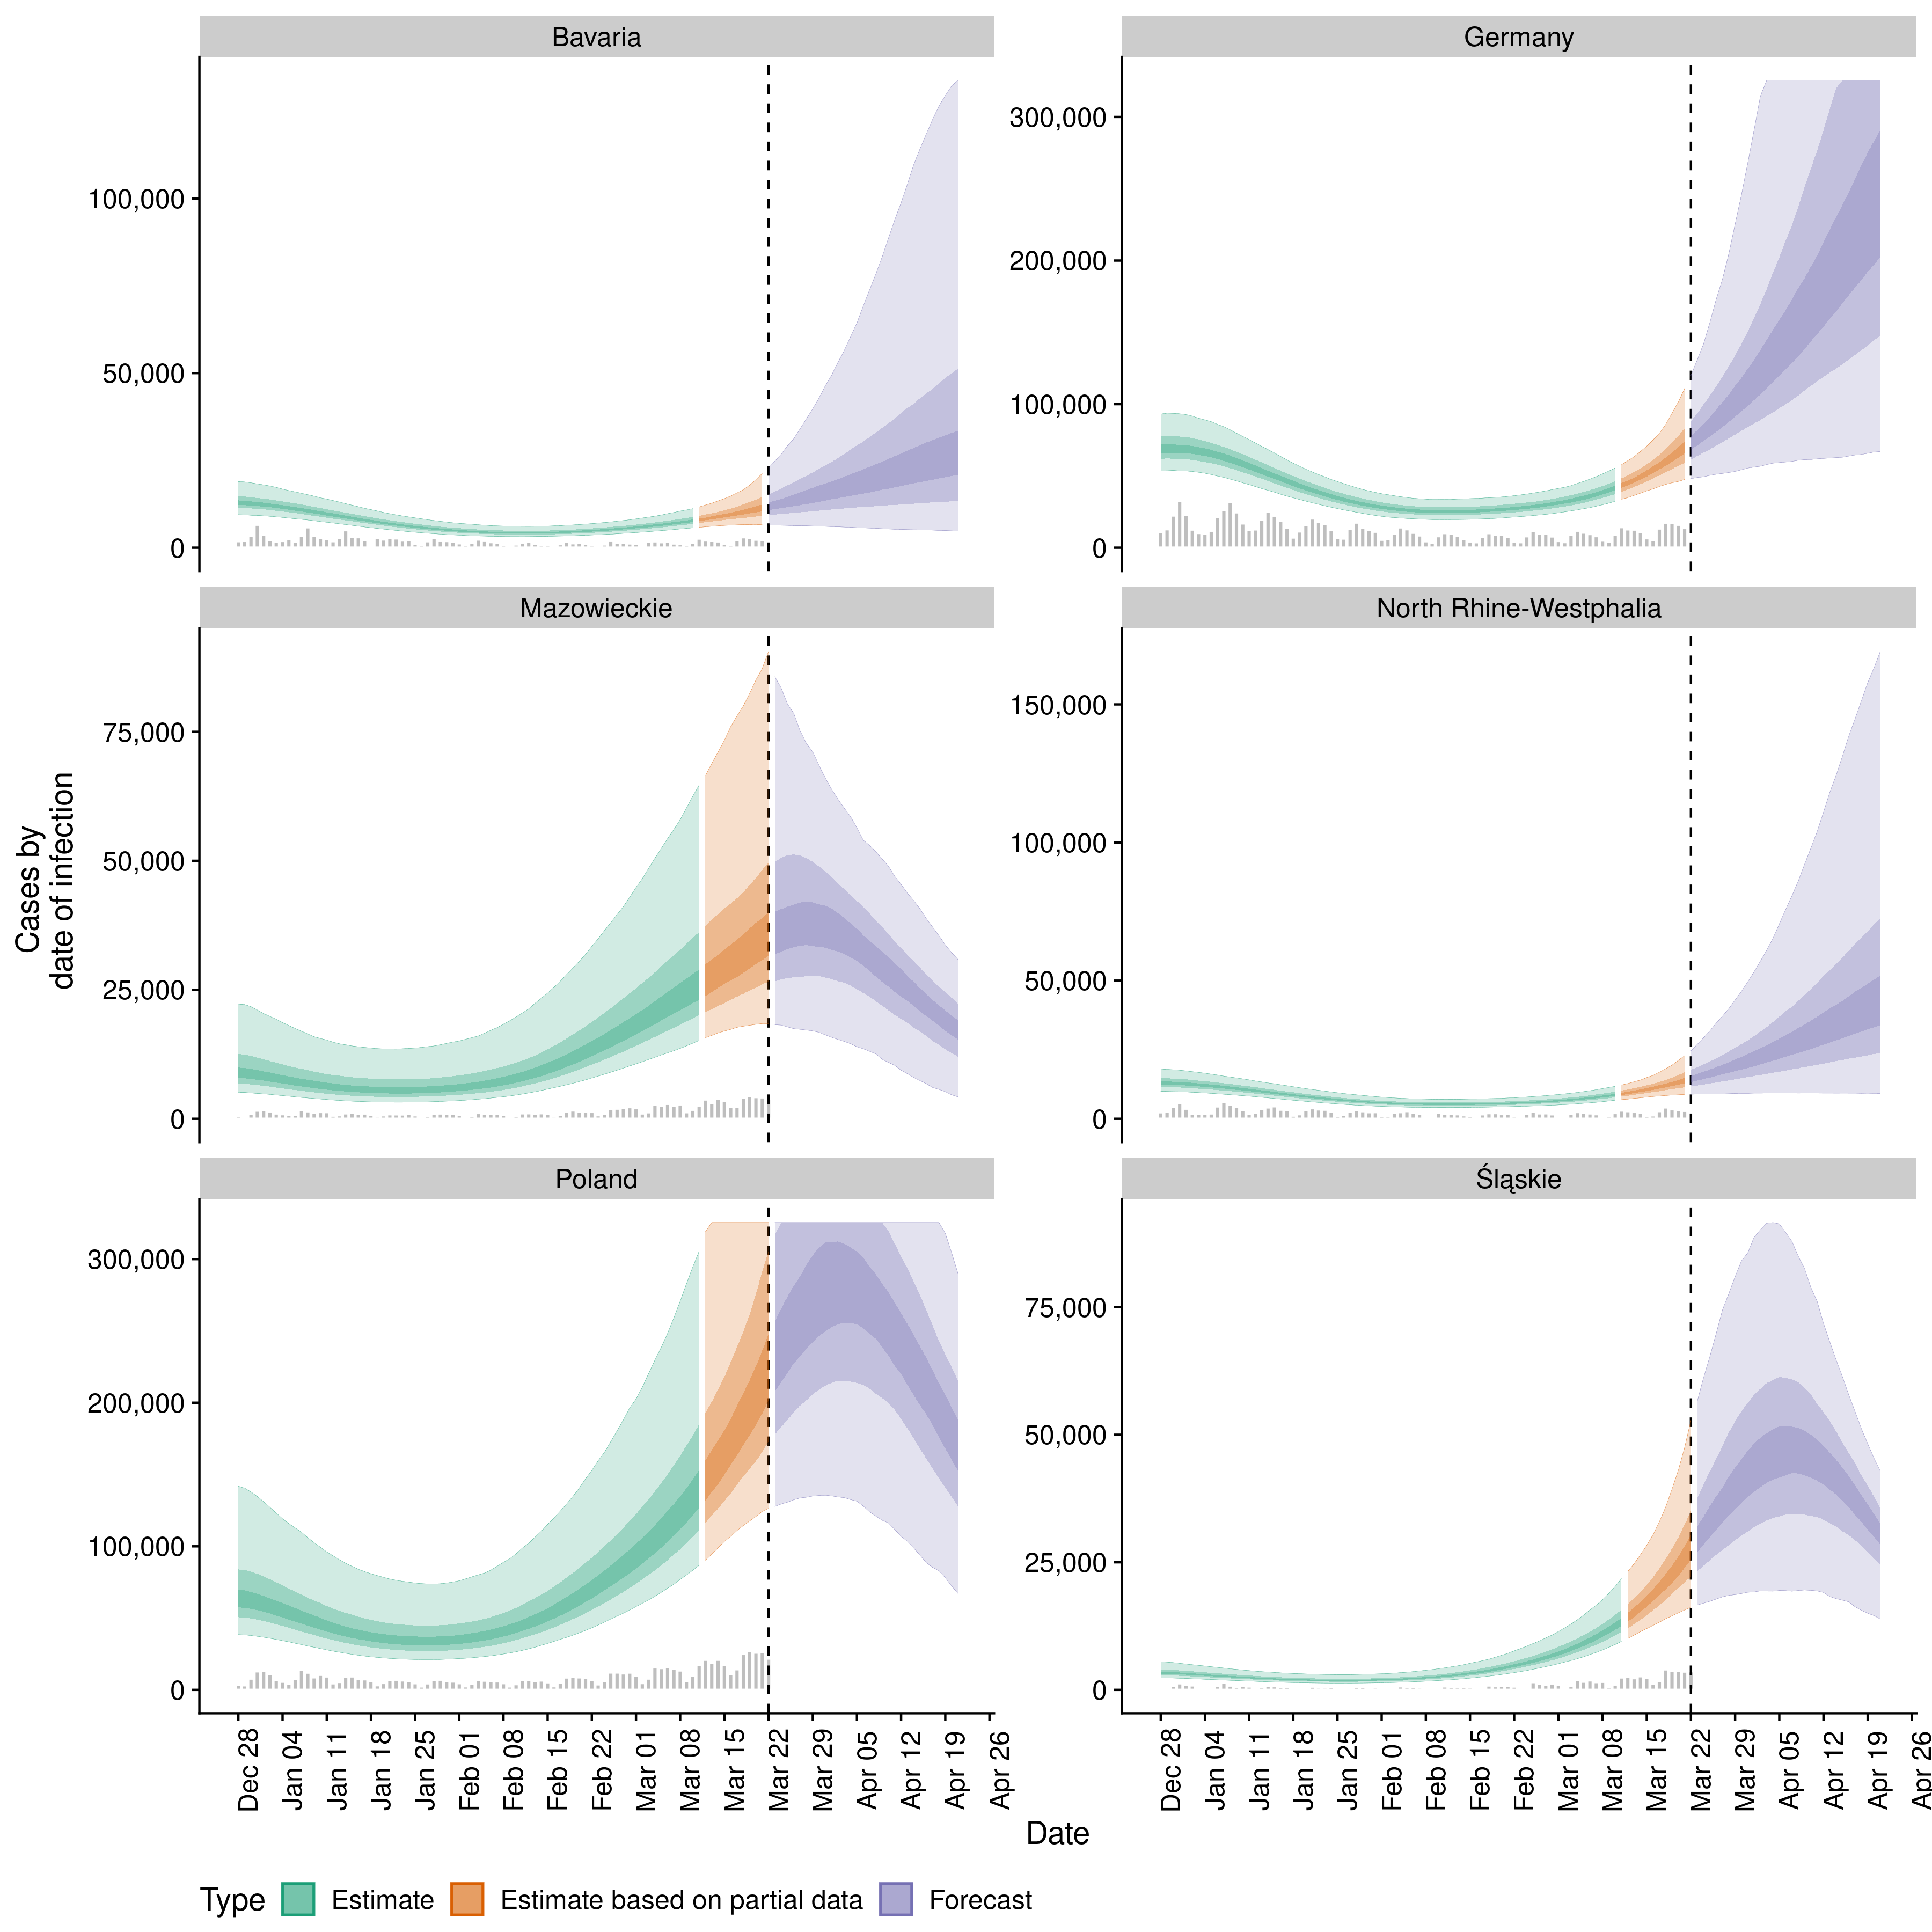 Bavaria
Germany
100,000
50,000
0
300,000
200,000
100,000
0
Mazowieckie
North Rhine-Westphalia
75,000
50,000
25,000
0
150,000
100,000
50,000
0
Poland
Śląskie
300,000
200,000
100,000
0
75,000
50,000
25,000
0
Cases by
date of infection
Dec 28
Jan 04
Jan 11
Jan 18
Jan 25
Feb 01
Feb 08
Feb 15
Feb 22
Mar 01
Mar 08
Mar 15
Mar 22
Mar 29
Apr 05
Apr 12
Apr 19
Apr 26
Dec 28
Jan 04
Jan 11
Jan 18
Jan 25
Feb 01
Feb 08
Feb 15
Feb 22
Mar 01
Mar 08
Mar 15
Mar 22
Mar 29
Apr 05
Apr 12
Apr 19
Apr 26
Date
Type Estimate Estimate based on partial data Forecast